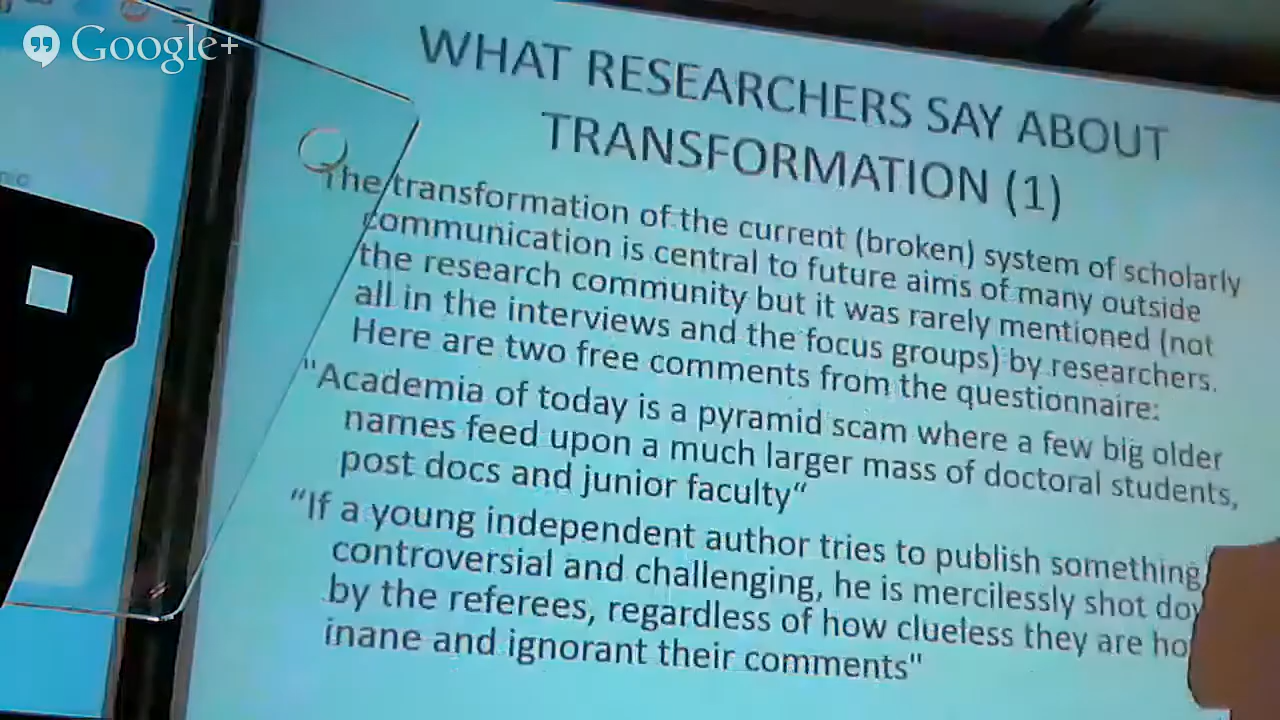 Google+
WHAT RESEARCHERS SAY ABOUT
TRANSFORMATION (1)
The transformation of the current (broken) system of scholarly
communication is central to future aims of many outside
the research community but it was rarely mentioned (not
all in the interviews and the focus groups) by researchers.
Here are two free comments from the questionnaire:
"Academia of today is a pyramid scam where a few big older
names feed upon a much larger mass of doctoral students,
post docs and junior faculty“
“If a young independent author tries to publish something
controversial and challenging, he is mercilessly shot
by the referees, regardless of how clueless they are
inane and ignorant their comments"